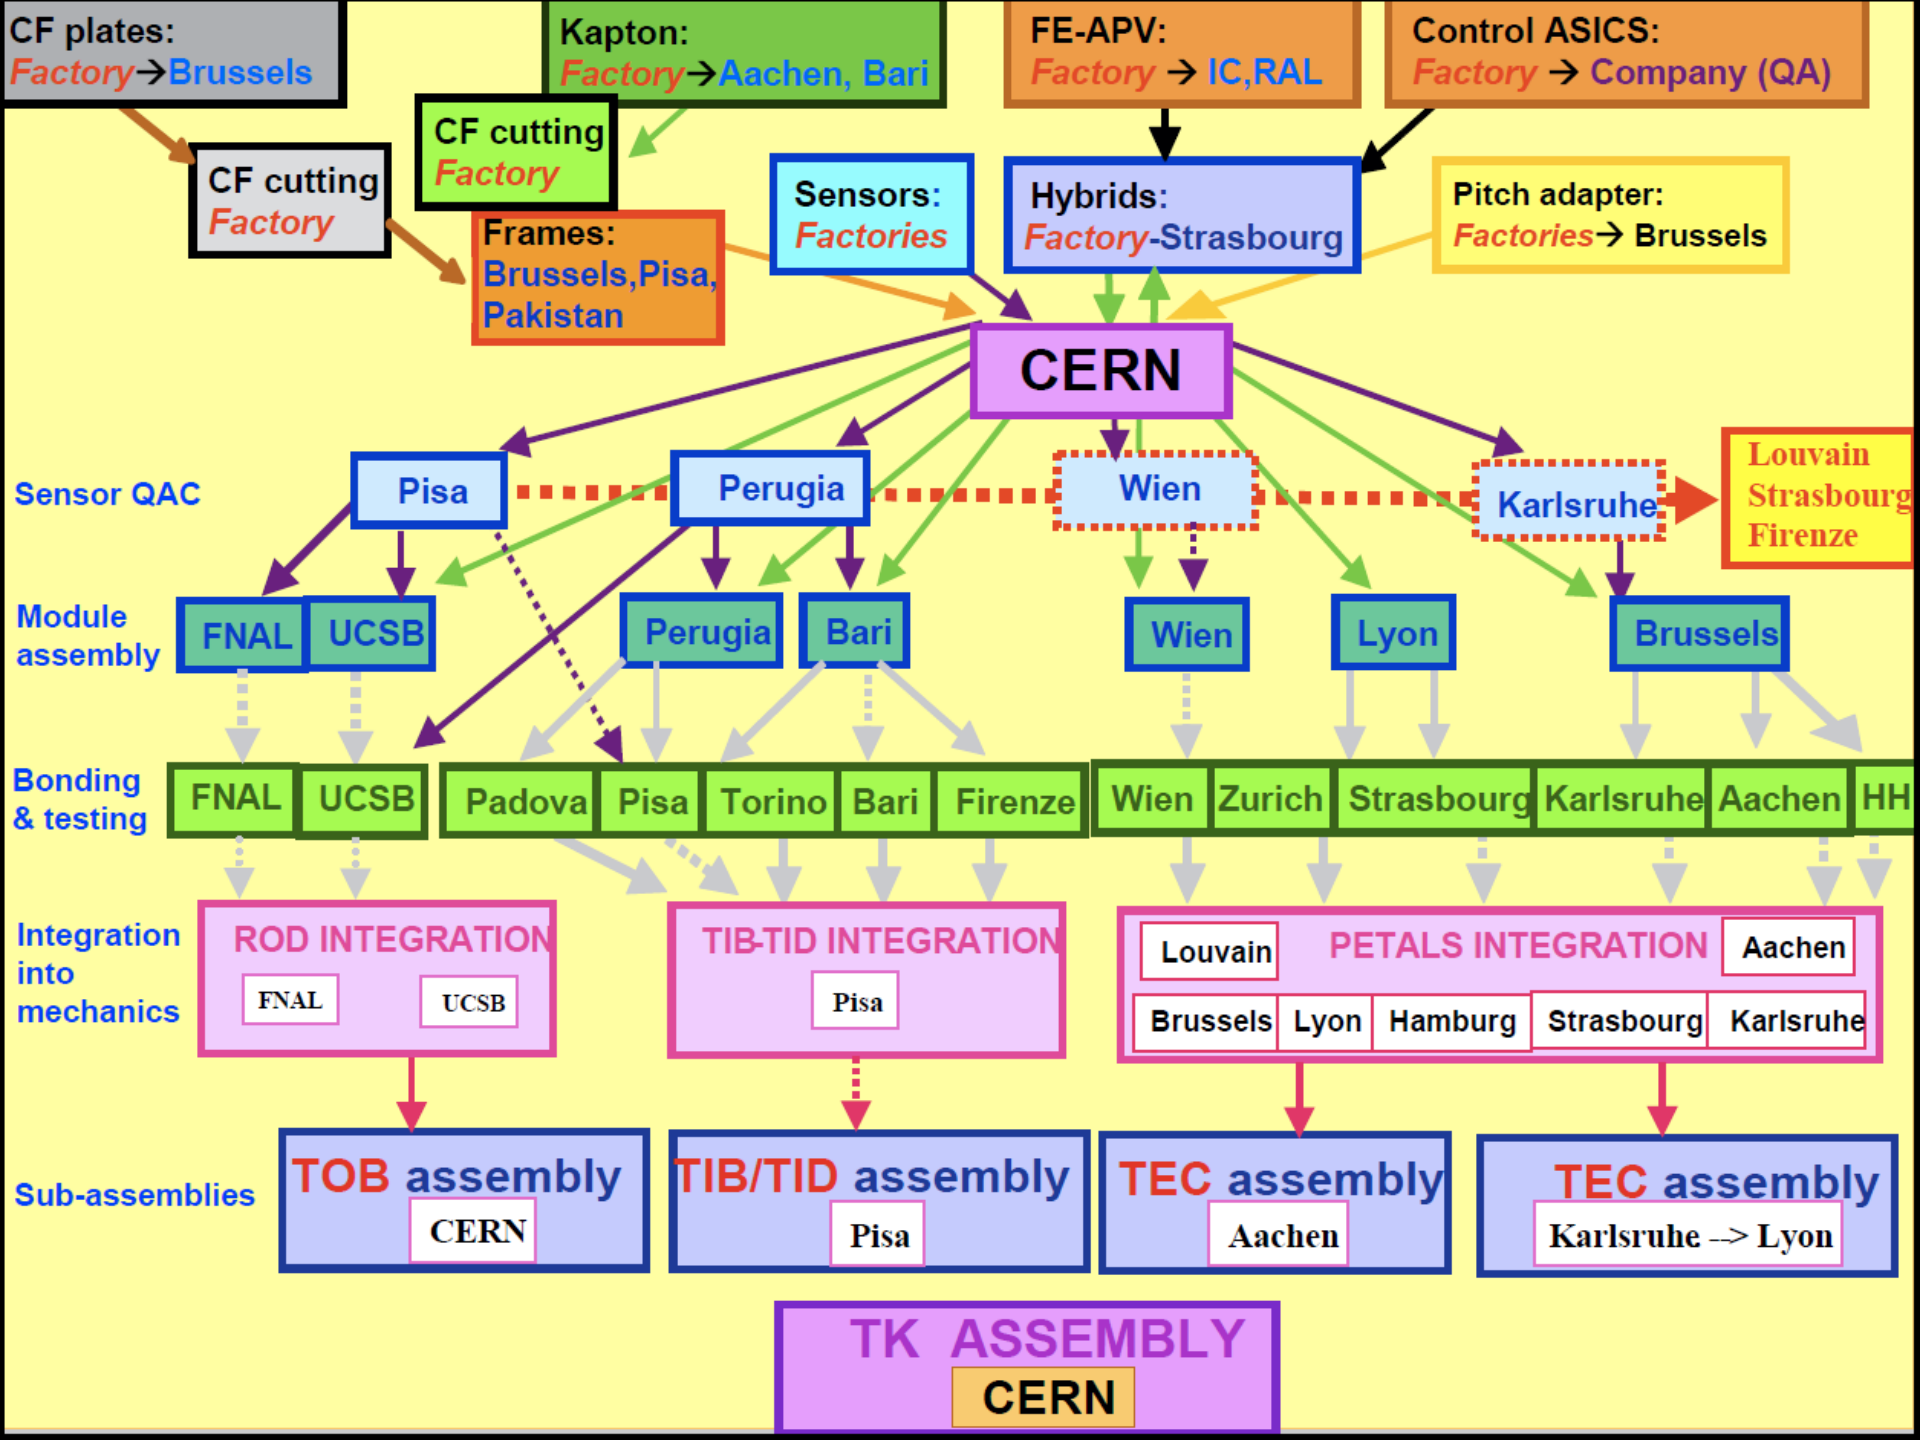 CF plates:
Factory→Brussels
Kapton:
Factory→Aachen, Bari
FE-APV:
Factory → IC,RAL
Control ASICS:
Factory → Company (QA)
CF cutting
Factory
CF cutting
Factory
Frames:
Brussels,Pisa,
Pakistan
Sensors:
Factories
Hybrids:
Factory-Strasbourg
Pitch adapter:
Factories→ Brussels
CERN
Sensor QAC
Pisa
Perugia
Wien
Karlsruhe
Louvain
Strasbourg
Firenze
Module
assembly
FNAL
UCSB
Perugia
Bari
Wien
Lyon
Brussels
Bonding
& testing
FNAL
UCSB
Padova
Pisa
Torino
Bari
Firenze
Wien
Zurich
Strasbourg
Karlsruhe
Aachen
HH
Integration
into
mechanics
ROD INTEGRATION
FNAL
UCSB
TIB-TID INTEGRATION
Pisa
PETALS INTEGRATION
Louvain
Aachen
Brussels
Lyon
Hamburg
Strasbourg
Karlsruhe
Sub-assemblies
TOB assembly
CERN
TIB/TID assembly
Pisa
TEC assembly
Aachen
TEC assembly
Karlsruhe --> Lyon
TK ASSEMBLY
CERN